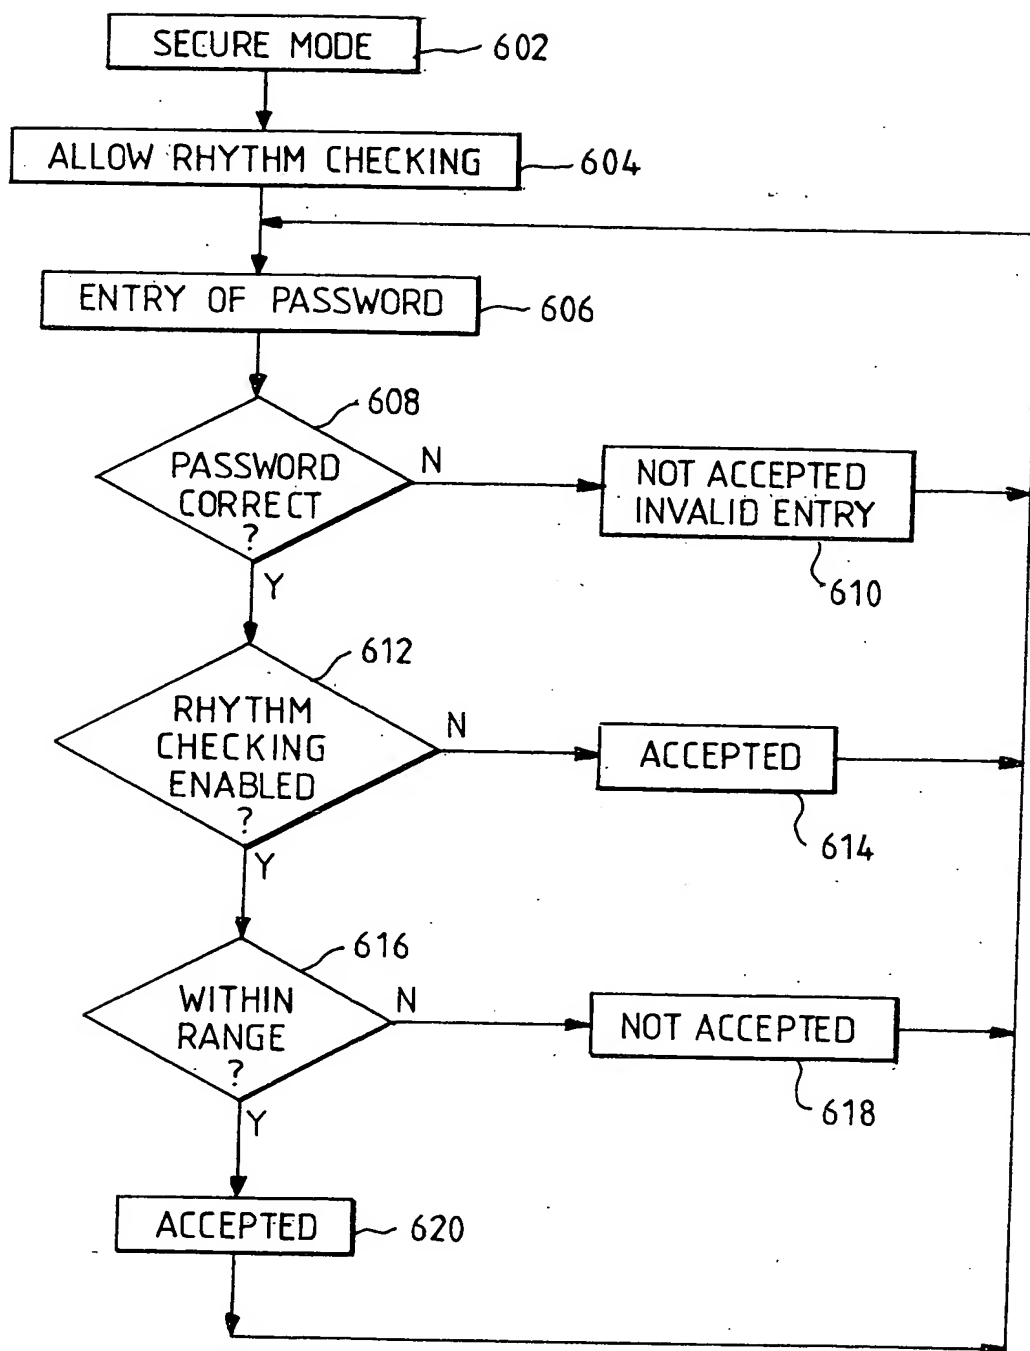 SECURE MODE
602
ALLOW RHYTHM CHECKING
604
ENTRY OF PASSWORD
606
608
PASSWORD
CORRECT
?
N
Y
NOT ACCEPTED
INVALID ENTRY
610
612
RHYTHM
CHECKING
ENABLED
?
N
Y
ACCEPTED
614
616
WITHIN
RANGE
?
N
Y
NOT ACCEPTED
618
ACCEPTED
620